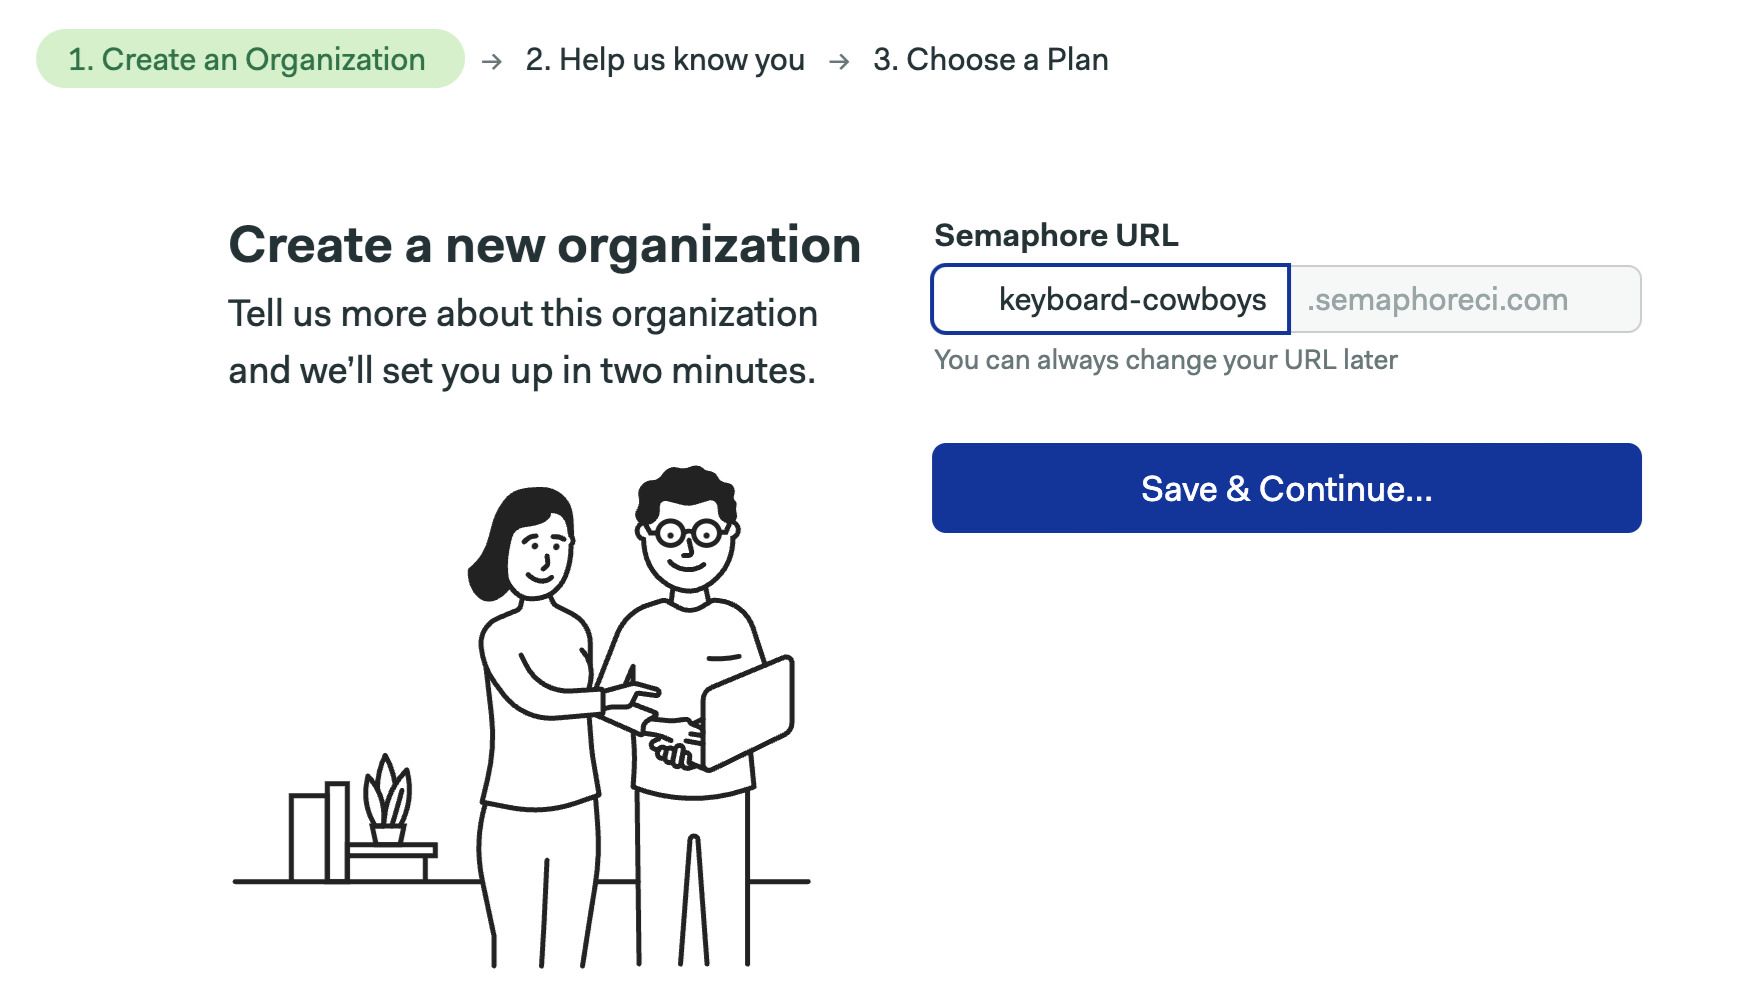 1. Create an Organization → 2. Help us know you → 3. Choose a Plan
Create a new organization
Tell us more about this organization
and we’ll set you up in two minutes.
Semaphore URL
keyboard-cowboys .semaphoreci.com
You can always change your URL later
Save & Continue...